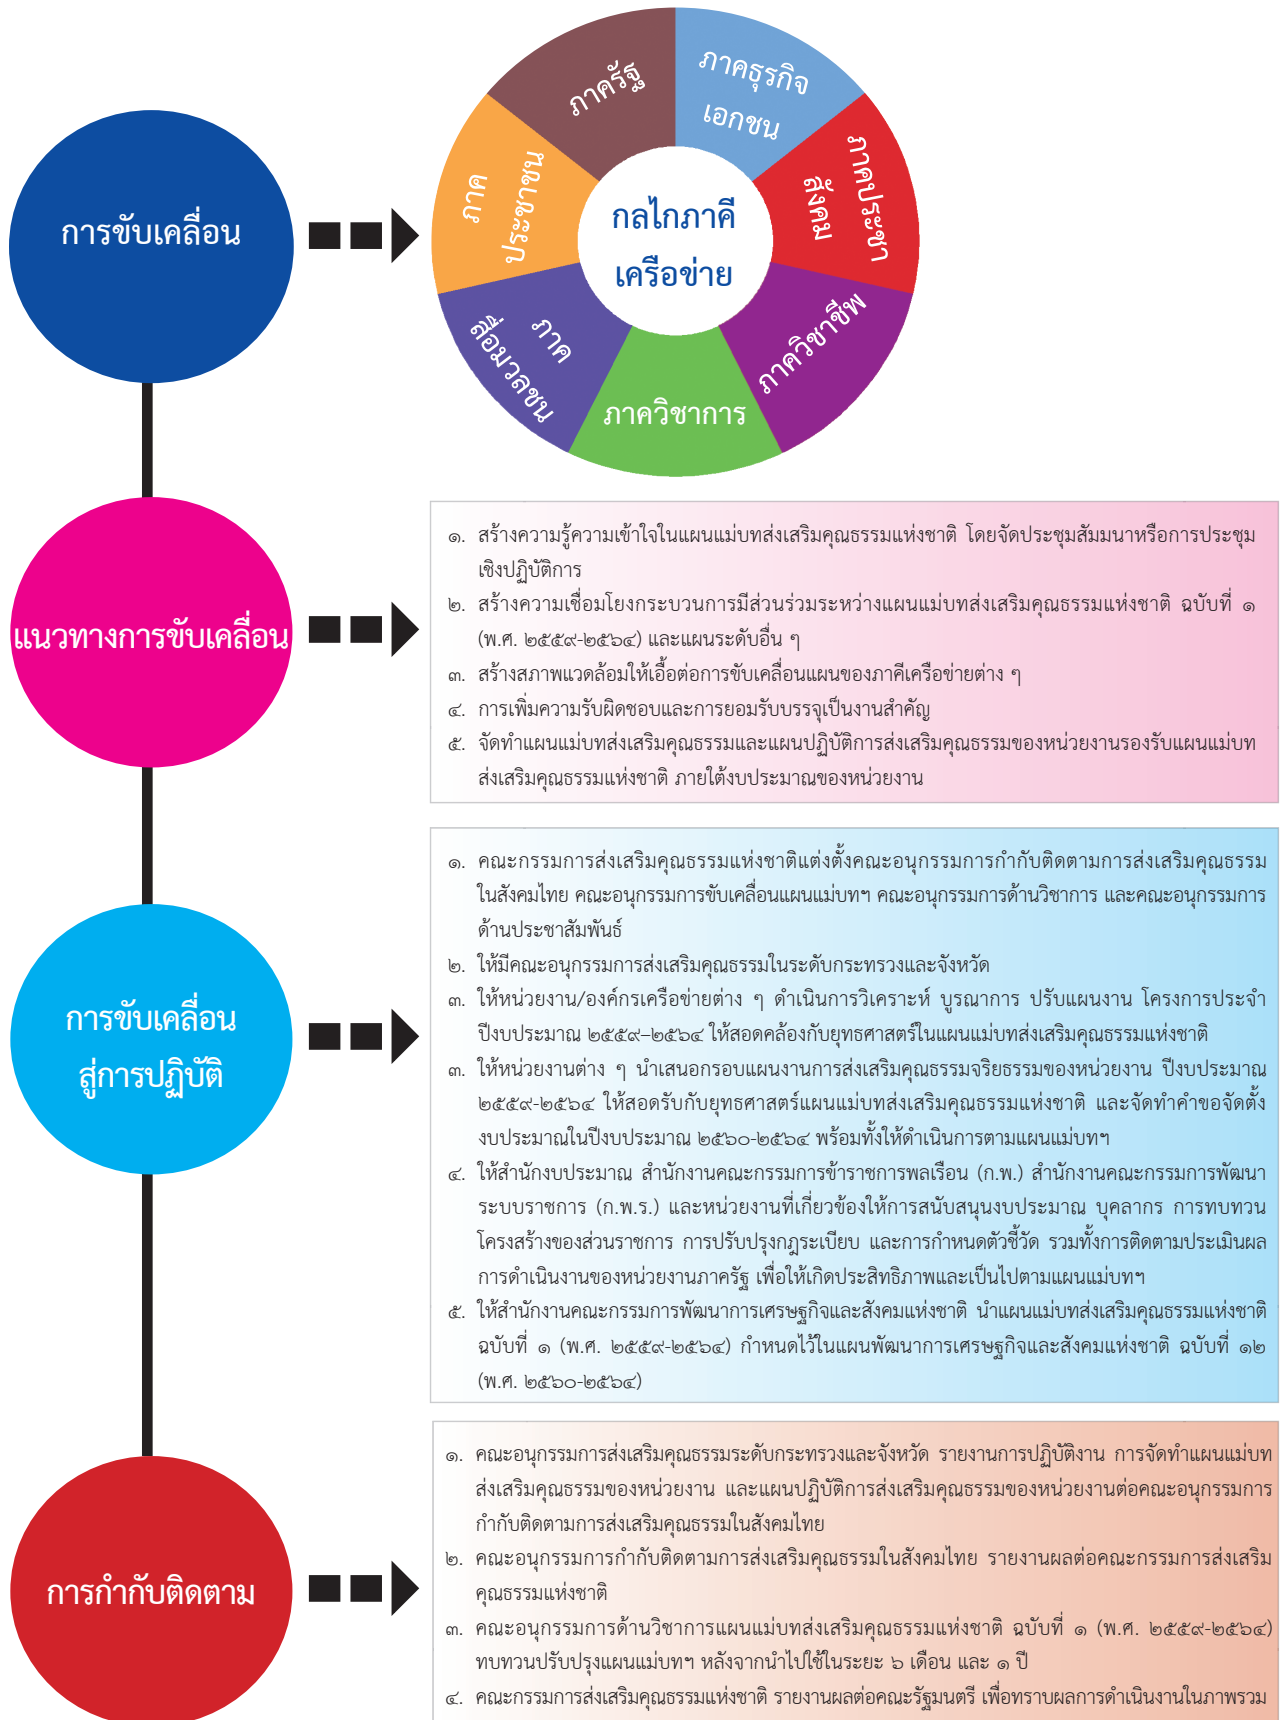 การขับเคลื่อน
ภาครัฐ
ภาคธุรกิจ
เอกชน
ภาคประชา
สังคม
ภาควิชาชีพ
ภาควิชาการ
ภาค
สื่อมวลชน
ภาค
ประชาชน
กลไกภาคี
เครือข่าย
แนวทางการขับเคลื่อน
๑. สร้างความรู้ความเข้าใจในแผนแม่บทส่งเสริมคุณธรรมแห่งชาติ โดยจัดประชุมสัมมนาหรือการประชุม
เชิงปฏิบัติการ
๒. สร้างความเชื่อมโยงกระบวนการมีส่วนร่วมระหว่างแผนแม่บทส่งเสริมคุณธรรมแห่งชาติ ฉบับที่ ๑
(พ.ศ. ๒๕๕๙-๒๕๖๔) และแผนระดับอื่น ๆ
๓. สร้างสภาพแวดล้อมให้เอื้อต่อการขับเคลื่อนแผนของภาคีเครือข่ายต่าง ๆ
๔. การเพิ่มความรับผิดชอบและการยอมรับบรรจุเป็นงานสำคัญ
๕. จัดทำแผนแม่บทส่งเสริมคุณธรรมและแผนปฏิบัติการส่งเสริมคุณธรรมของหน่วยงานรองรับแผนแม่บท
ส่งเสริมคุณธรรมแห่งชาติ ภายใต้งบประมาณของหน่วยงาน
การขับเคลื่อน
สู่การปฏิบัติ
๑. คณะกรรมการส่งเสริมคุณธรรมแห่งชาติแต่งตั้งคณะอนุกรรมการกำกับติดตามการส่งเสริมคุณธรรม
ในสังคมไทย คณะอนุกรรมการขับเคลื่อนแผนแม่บทฯ คณะอนุกรรมการด้านวิชาการ และคณะอนุกรรมการ
ด้านประชาสัมพันธ์
๒. ให้มีคณะอนุกรรมการส่งเสริมคุณธรรมในระดับกระทรวงและจังหวัด
๓. ให้หน่วยงาน/องค์กรเครือข่ายต่าง ๆ ดำเนินการวิเคราะห์ บูรณาการ ปรับแผนงาน โครงการประจำ
ปีงบประมาณ ๒๕๕๙–๒๕๖๔ ให้สอดคล้องกับยุทธศาสตร์ในแผนแม่บทส่งเสริมคุณธรรมแห่งชาติ
๓. ให้หน่วยงานต่าง ๆ นำเสนอกรอบแผนงานการส่งเสริมคุณธรรมจริยธรรมของหน่วยงาน ปีงบประมาณ
๒๕๕๙-๒๕๖๔ ให้สอดรับกับยุทธศาสตร์แผนแม่บทส่งเสริมคุณธรรมแห่งชาติ และจัดทำคำขอจัดตั้ง
งบประมาณในปีงบประมาณ ๒๕๖๐-๒๕๖๔ พร้อมทั้งให้ดำเนินการตามแผนแม่บทฯ
๔. ให้สำนักงบประมาณ สำนักงานคณะกรรมการข้าราชการพลเรือน (ก.พ.) สำนักงานคณะกรรมการพัฒนา
ระบบราชการ (ก.พ.ร.) และหน่วยงานที่เกี่ยวข้องให้การสนับสนุนงบประมาณ บุคลากร การทบทวน
โครงสร้างของส่วนราชการ การปรับปรุงกฎระเบียบ และการกำหนดตัวชี้วัด รวมทั้งการติดตามประเมินผล
การดำเนินงานของหน่วยงานภาครัฐ เพื่อให้เกิดประสิทธิภาพและเป็นไปตามแผนแม่บทฯ
๕. ให้สำนักงานคณะกรรมการพัฒนาการเศรษฐกิจและสังคมแห่งชาติ นำแผนแม่บทส่งเสริมคุณธรรมแห่งชาติ
ฉบับที่ ๑ (พ.ศ. ๒๕๕๙-๒๕๖๔) กำหนดไว้ในแผนพัฒนาการเศรษฐกิจและสังคมแห่งชาติ ฉบับที่ ๑๒
(พ.ศ. ๒๕๖๐-๒๕๖๔)
การกำกับติดตาม
๑. คณะอนุกรรมการส่งเสริมคุณธรรมระดับกระทรวงและจังหวัด รายงานการปฏิบัติงาน การจัดทำแผนแม่บท
ส่งเสริมคุณธรรมของหน่วยงาน และแผนปฏิบัติการส่งเสริมคุณธรรมของหน่วยงานต่อคณะอนุกรรมการ
กำกับติดตามการส่งเสริมคุณธรรมในสังคมไทย
๒. คณะอนุกรรมการกำกับติดตามการส่งเสริมคุณธรรมในสังคมไทย รายงานผลต่อคณะกรรมการส่งเสริม
คุณธรรมแห่งชาติ
๓. คณะอนุกรรมการด้านวิชาการแผนแม่บทส่งเสริมคุณธรรมแห่งชาติ ฉบับที่ ๑ (พ.ศ. ๒๕๕๙-๒๕๖๔)
ทบทวนปรับปรุงแผนแม่บทฯ หลังจากนำไปใช้ในระยะ ๖ เดือน และ ๑ ปี
๔. คณะกรรมการส่งเสริมคุณธรรมแห่งชาติ รายงานผลต่อคณะรัฐมนตรี เพื่อทราบผลการดำเนินงานในภาพรวม